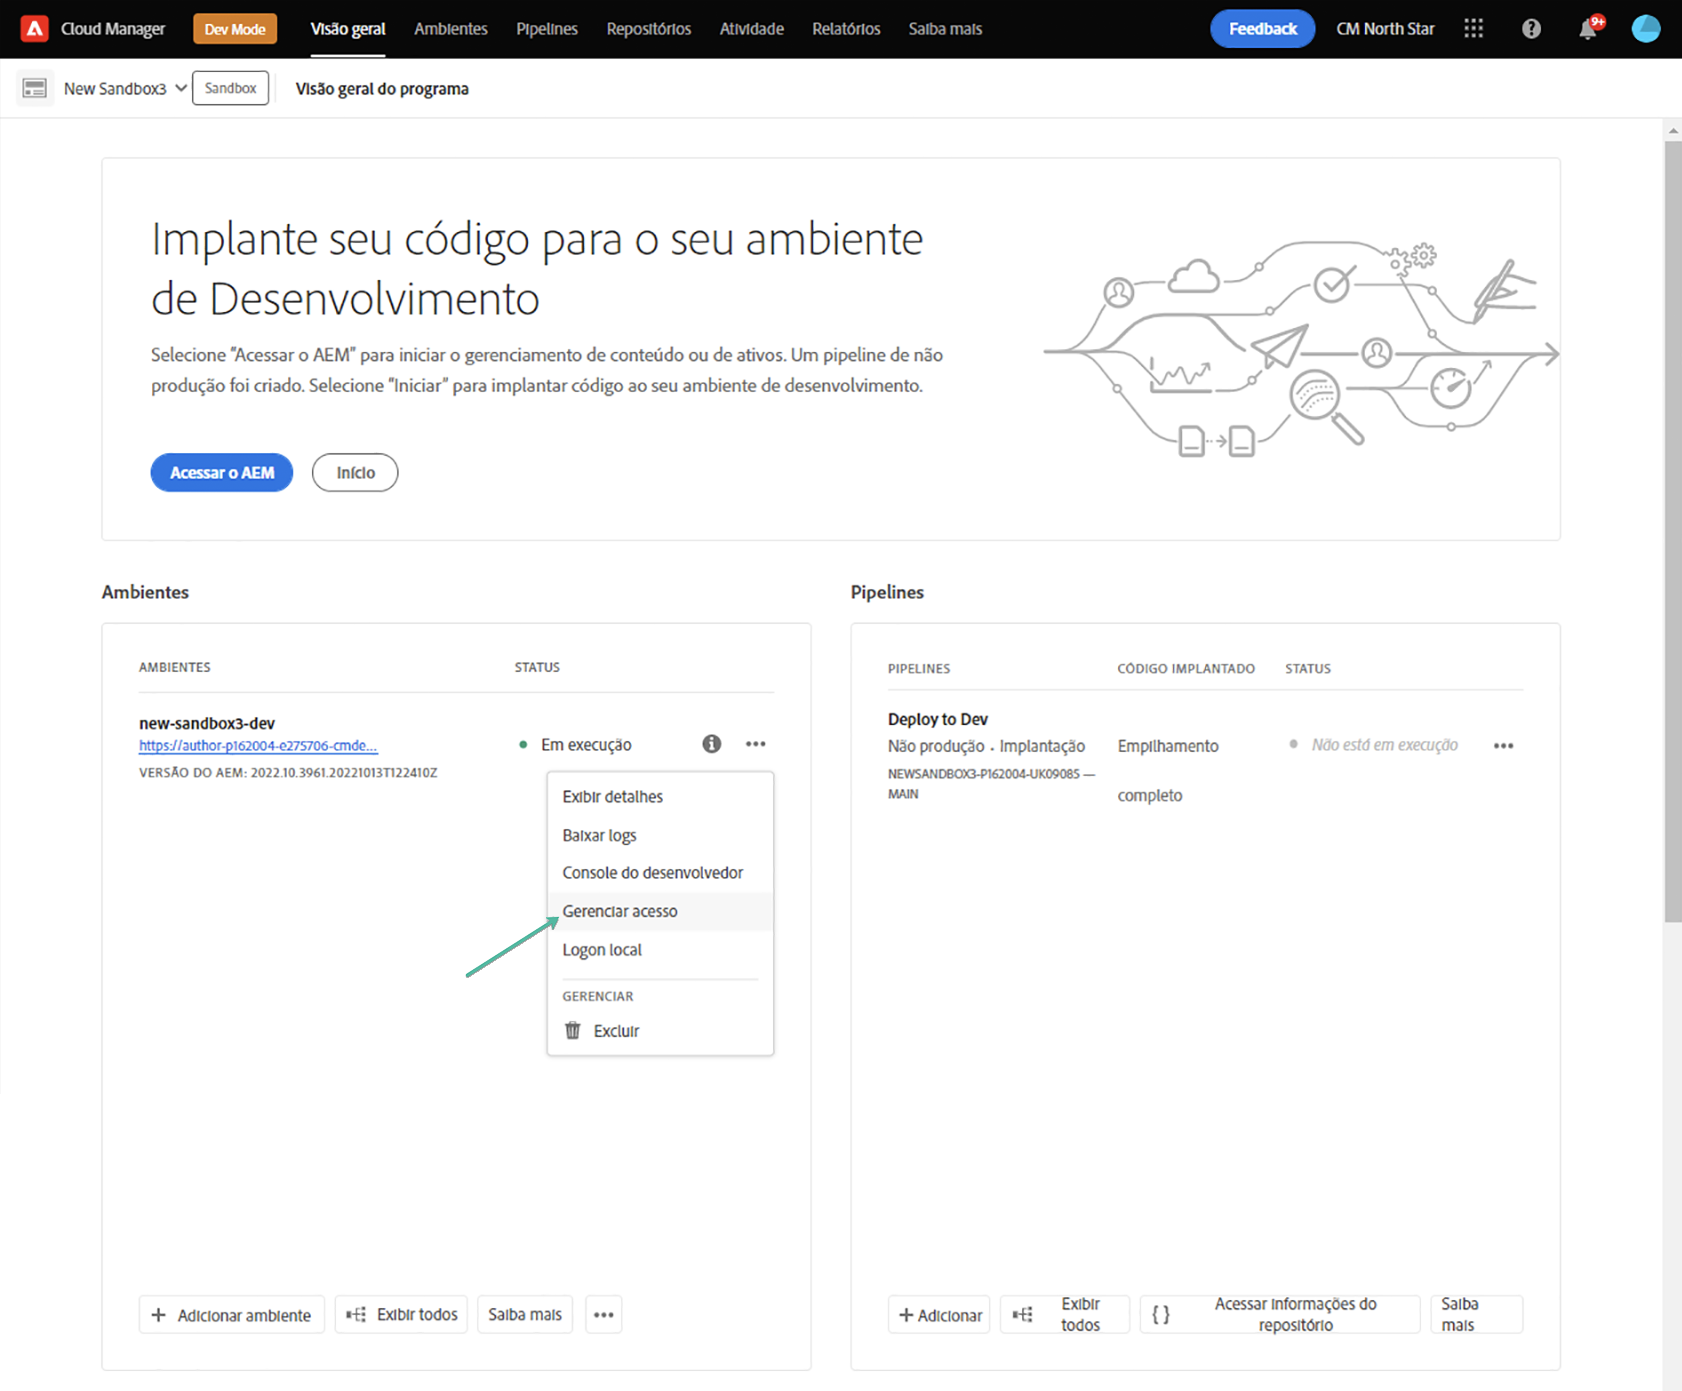 Cloud Manager
Dev Mode
Visão geral
Ambientes
Pipelines
Repositórios
Atividade
Relatórios
Saiba mais
Feedback
CM North Star
9+
New Sandbox3
Sandbox
Visão geral do programa
Implante seu código para o seu ambiente
de Desenvolvimento
Selecione “Acessar o AEM” para iniciar o gerenciamento de conteúdo ou de ativos. Um pipeline de não
produção foi criado. Selecione “Iniciar” para implantar código ao seu ambiente de desenvolvimento.
Acessar o AEM
Início
Ambientes
AMBIENTES
STATUS
new-sandbox3-dev
https://author-p162004-e275706-cmde...
Em execução
VERSÃO DO AEM: 2022.10.3961.20221013T122410Z
Exibir detalhes
Baixar logs
Console do desenvolvedor
Gerenciar acesso
Logon local
GERENCIAR
Excluir
+ Adicionar ambiente
Exibir todos
Saiba mais
Pipelines
PIPELINES
CÓDIGO IMPLANTADO
STATUS
Deploy to Dev
Não produção . Implantação
Empilhamento
Não está em execução
NEWSANDBOX3-P162004-UK09085 —
MAIN
completo
+ Adicionar
Exibir
todos
{ }
Acessar informações do
repositório
Saiba
mais